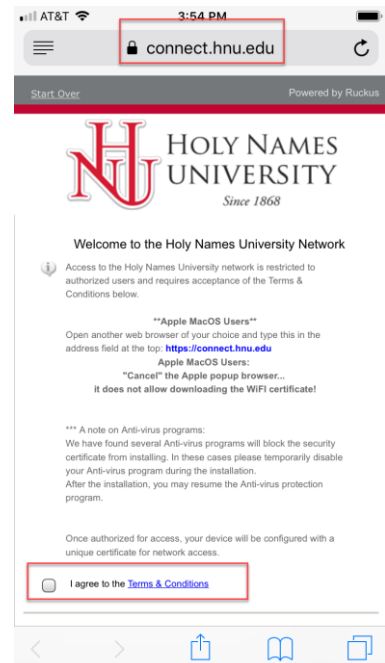 AT&T 3:54 PM
connect.hnu.edu
Start Over Powered by Ruckus
HNU
HOLY NAMES
UNIVERSITY
Since 1868
Welcome to the Holy Names University Network
Access to the Holy Names University network is restricted to
authorized users and requires acceptance of the Terms &
Conditions below.
**Apple MacOS Users**
Open another web browser of your choice and type this in the
address field at the top: https://connect.hnu.edu
Apple MacOS Users:
"Cancel" the Apple popup browser...
it does not allow downloading the WiFI certificate!
*** A note on Anti-virus programs:
We have found several Anti-virus programs will block the security
certificate from installing. In these cases please temporarily disable
your Anti-virus program during the installation.
After the installation, you may resume the Anti-virus protection
program.
Once authorized for access, your device will be configured with a
unique certificate for network access.
I agree to the Terms & Conditions